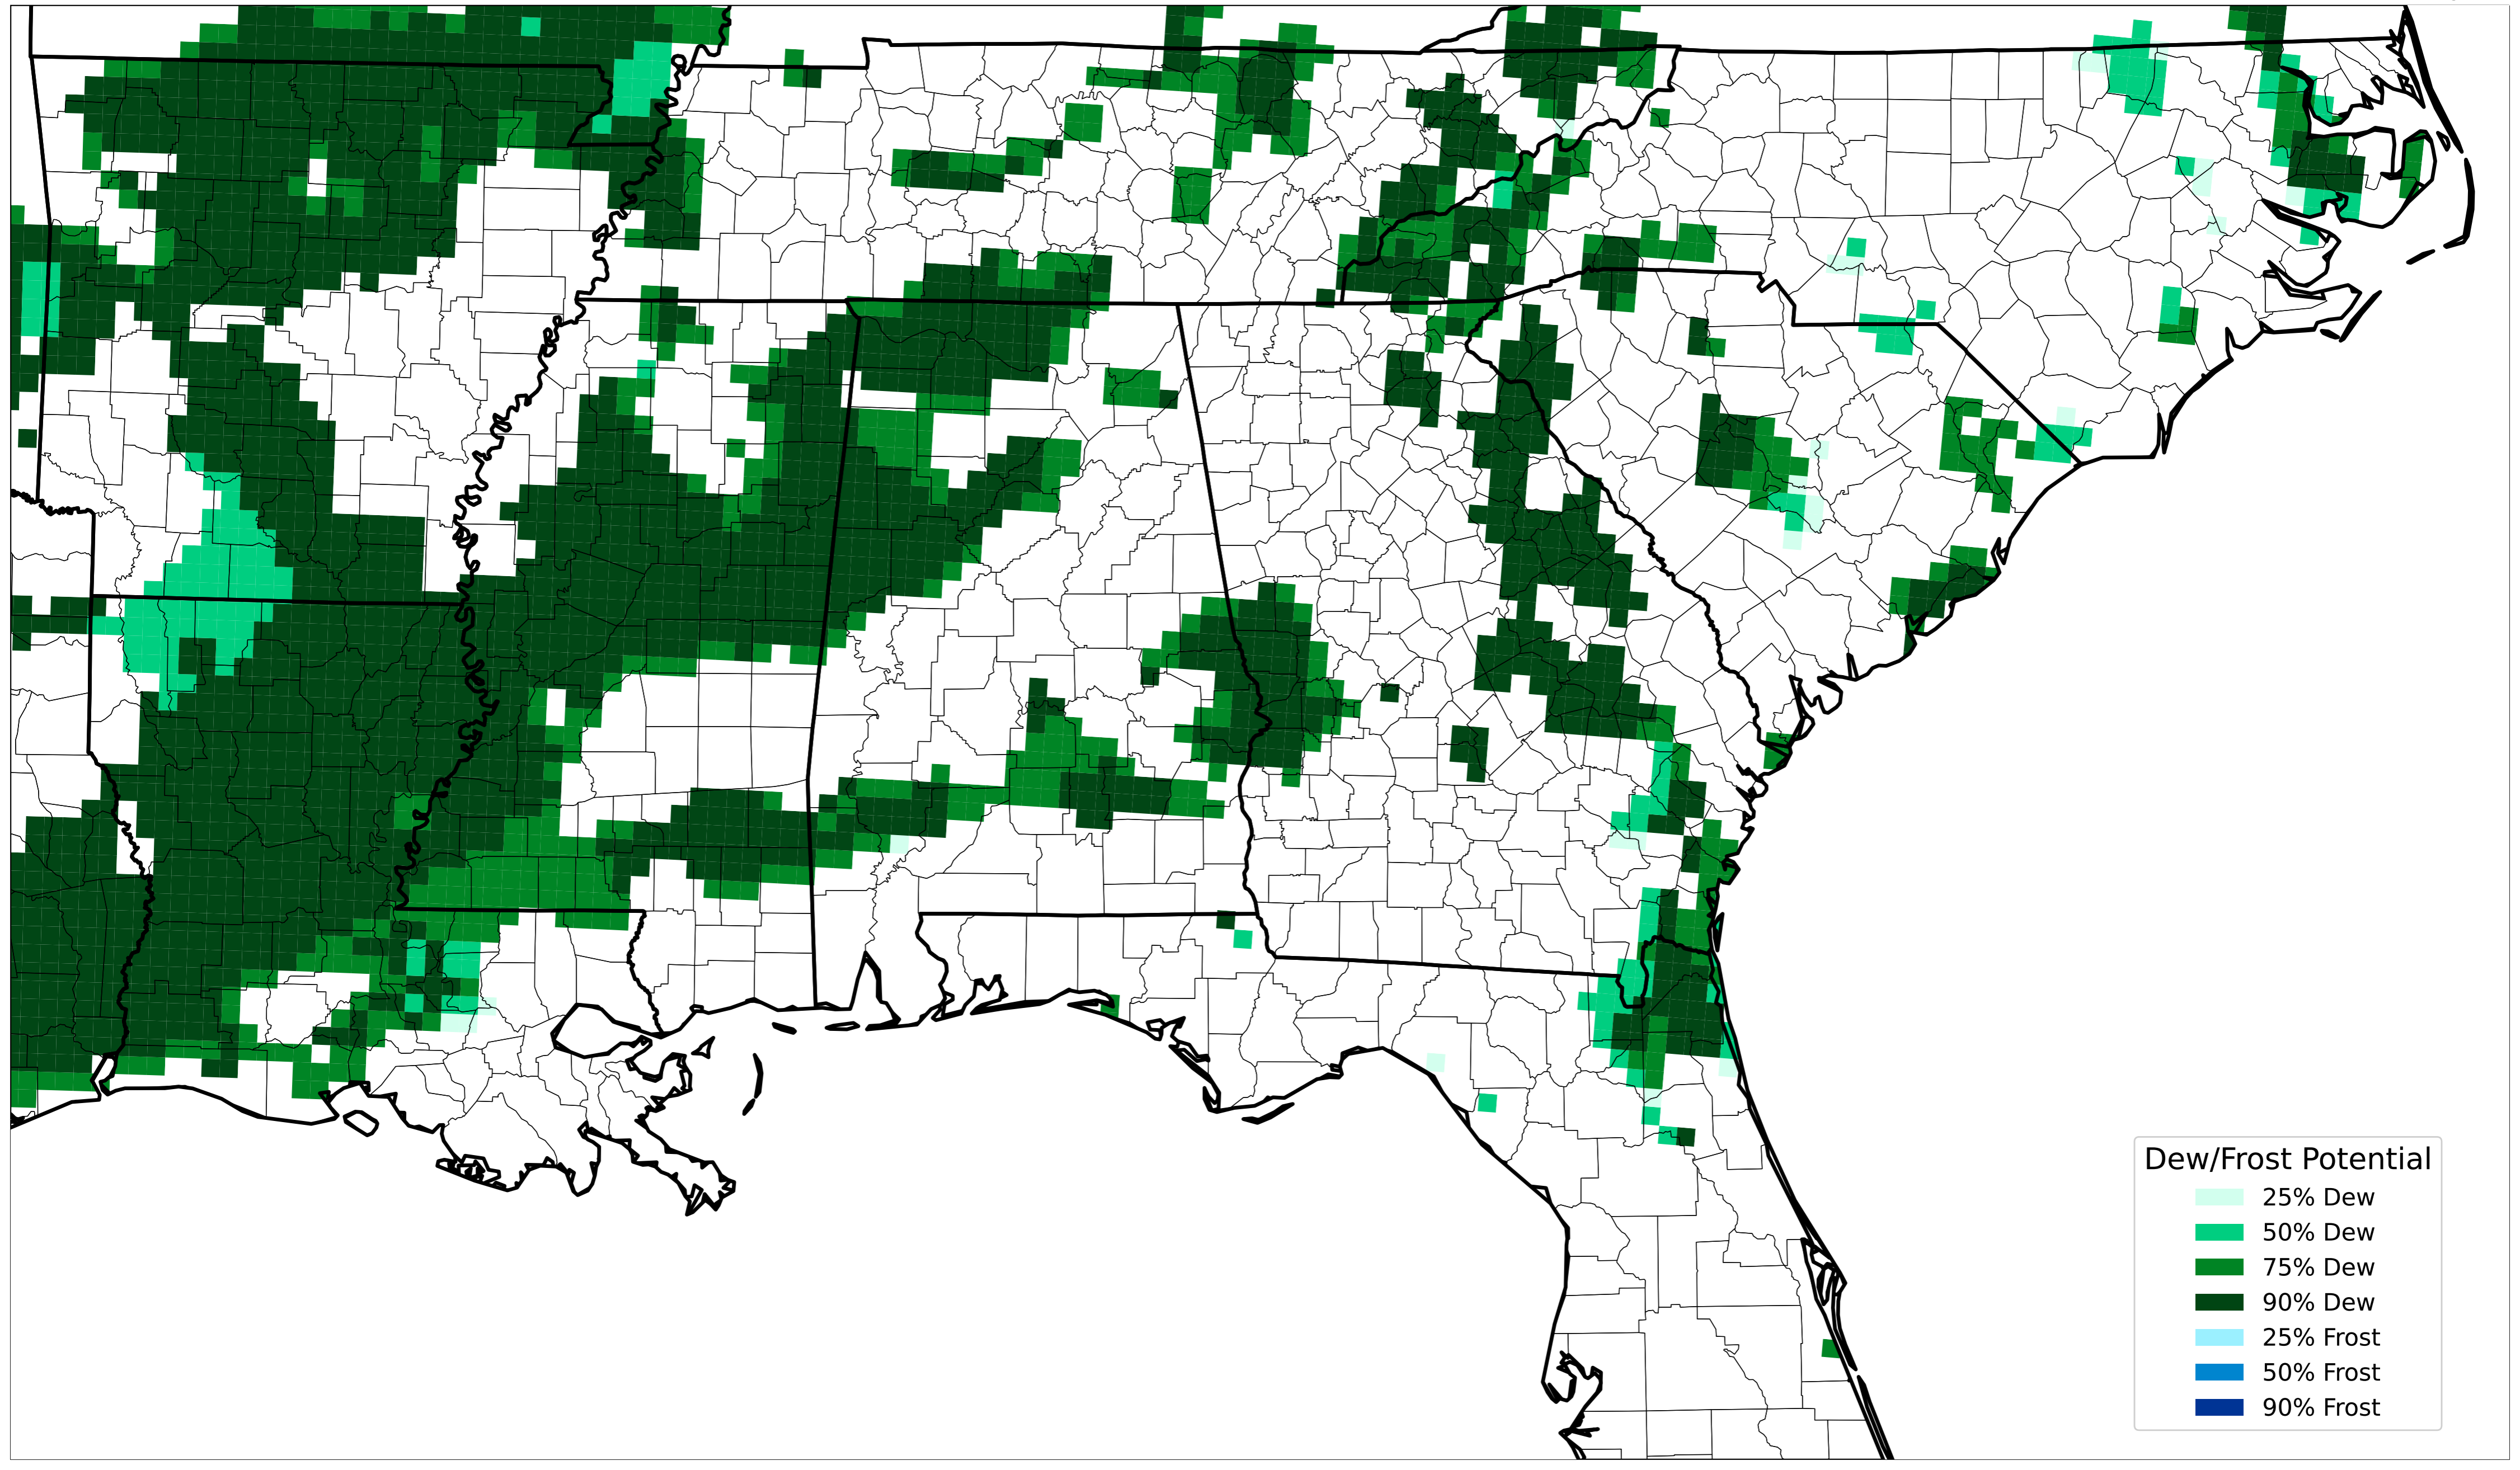 Dew/Frost Potential
25% Dew
50% Dew
75% Dew
90% Dew
25% Frost
50% Frost
90% Frost